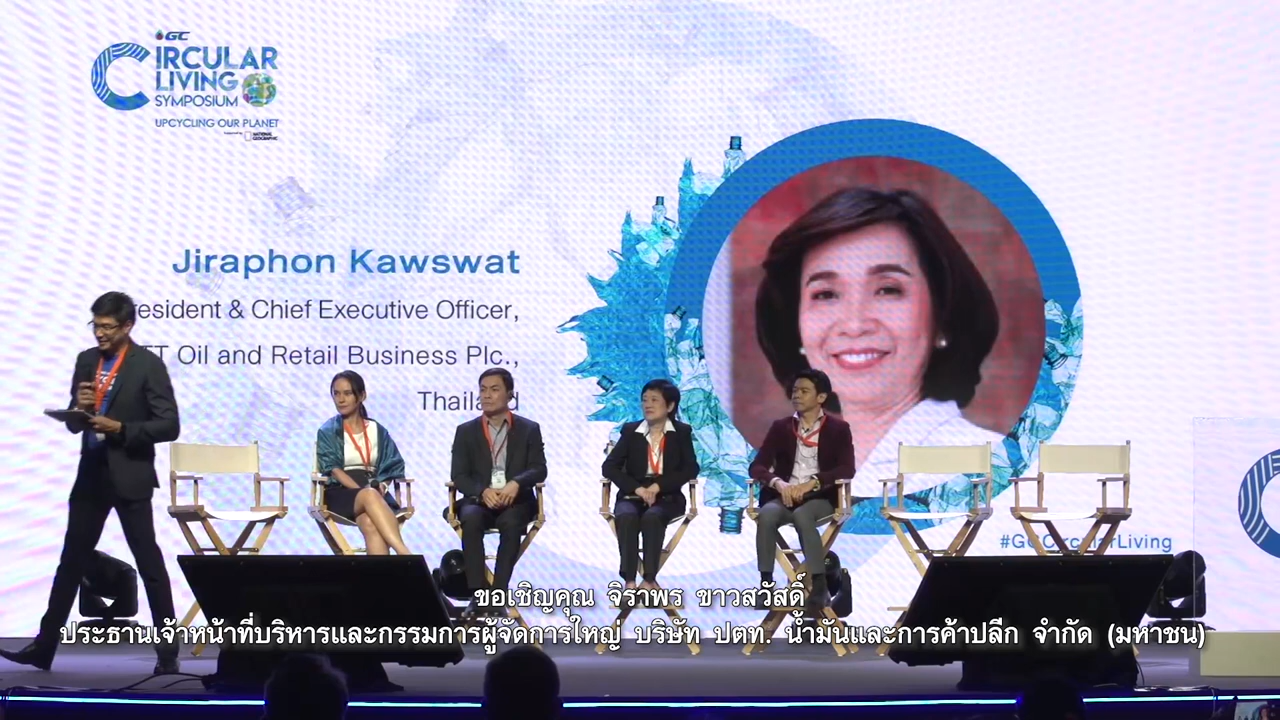 GC
CIRCULAR
LIVING
SYMPOSIUM
UPCYCLING OUR PLANET
NATIONAL
GEOGRAPHIC
Jiraphon Kawswat
resident & Chief Executive Officer,
TT Oil and Retail Business Plc.,
Thailand
#GCCircularLiving
ขอเชิญคุณ จิราพร ขาวสวัสดิ์
ประธานเจ้าหน้าที่บริหารและกรรมการผู้จัดการใหญ่ บริษัท ปตท. น้ำมันและการค้าปลีก จำกัด (มหาชน)